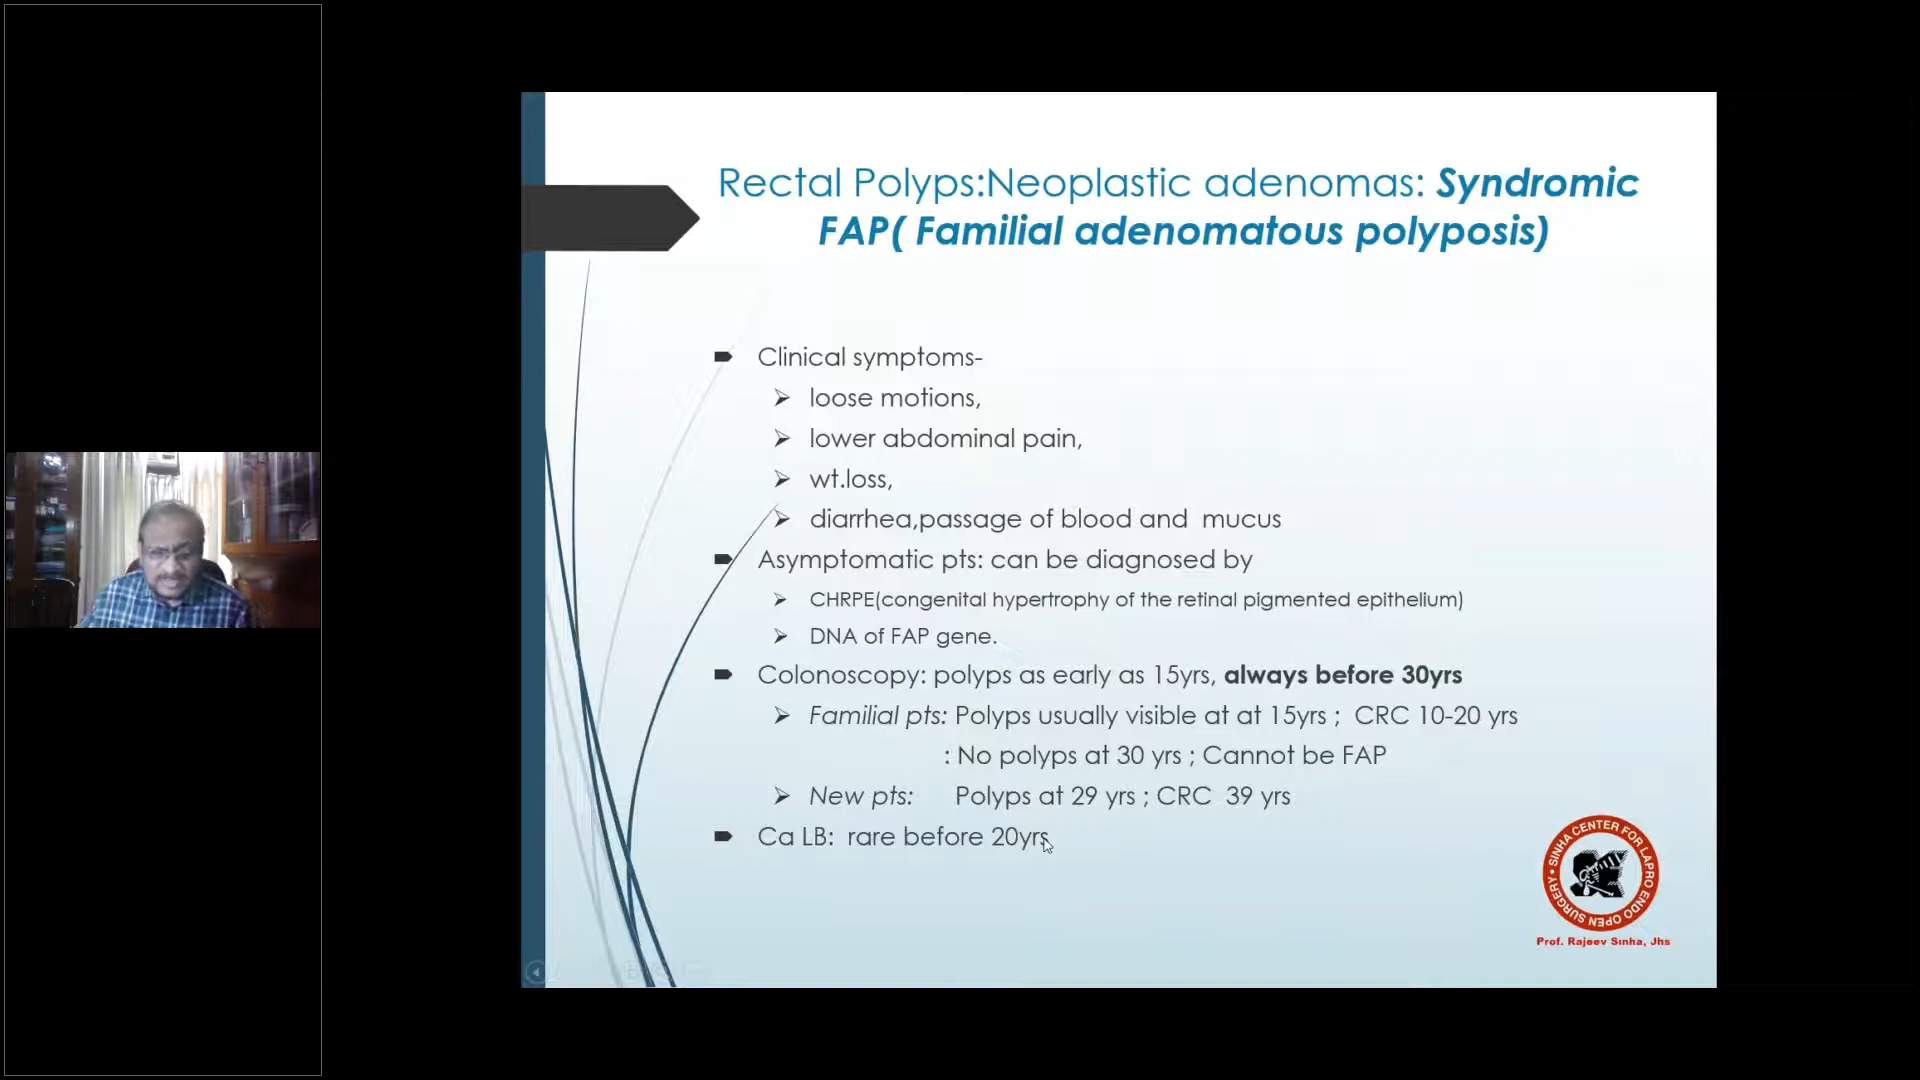 Rectal Polyps:Neoplastic adenomas: Syndromic
FAP( Familial adenomatous polyposis)
Clinical symptoms-
loose motions,
lower abdominal pain,
wt.loss,
diarrhea,passage of blood and mucus
Asymptomatic pts: can be diagnosed by
CHRPE(congenital hypertrophy of the retinal pigmented epithelium)
DNA of FAP gene.
Colonoscopy: polyps as early as 15yrs, always before 30yrs
Familial pts: Polyps usually visible at at 15yrs ; CRC 10-20 yrs
: No polyps at 30 yrs ; Cannot be FAP
New pts: Polyps at 29 yrs ; CRC 39 yrs
Ca LB: rare before 20yrs
SINHA CENTER FOR LAPRO ENDO OPEN SURGERY
Prof. Rajeev Sinha, Jhs